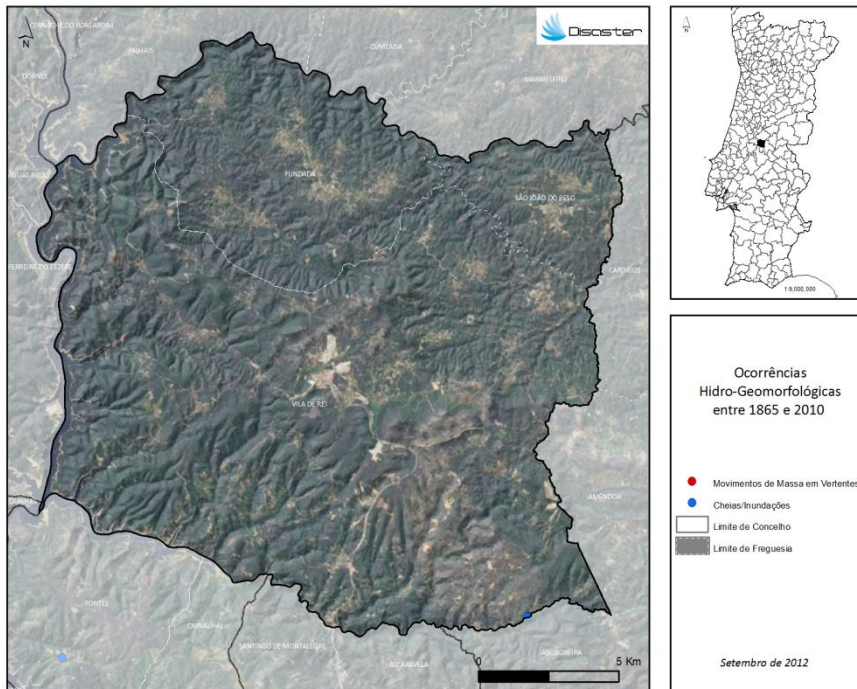 Disaster
N
CERNACHE DO BONJARDIM
PALHAIS
CUMEADA
MARMELEIRO
DORNES
ÁGUAS BELAS
FUNDADA
SÃO JOÃO DO PESO
CARDIGOS
FERREIRA DO ZÊZERE
VILA DE REI
AMÊNDOA
FONTES
CARVALHAL
SANTIAGO DE MONTALEGRE
ALCARAVELA
ABOBOREIRA
0 5 Km
N
1:9,000,000
Ocorrências
Hidro-Geomorfológicas
entre 1865 e 2010
Movimentos de Massa em Vertentes
Cheias/Inundações
Limite de Concelho
Limite de Freguesia
Setembro de 2012